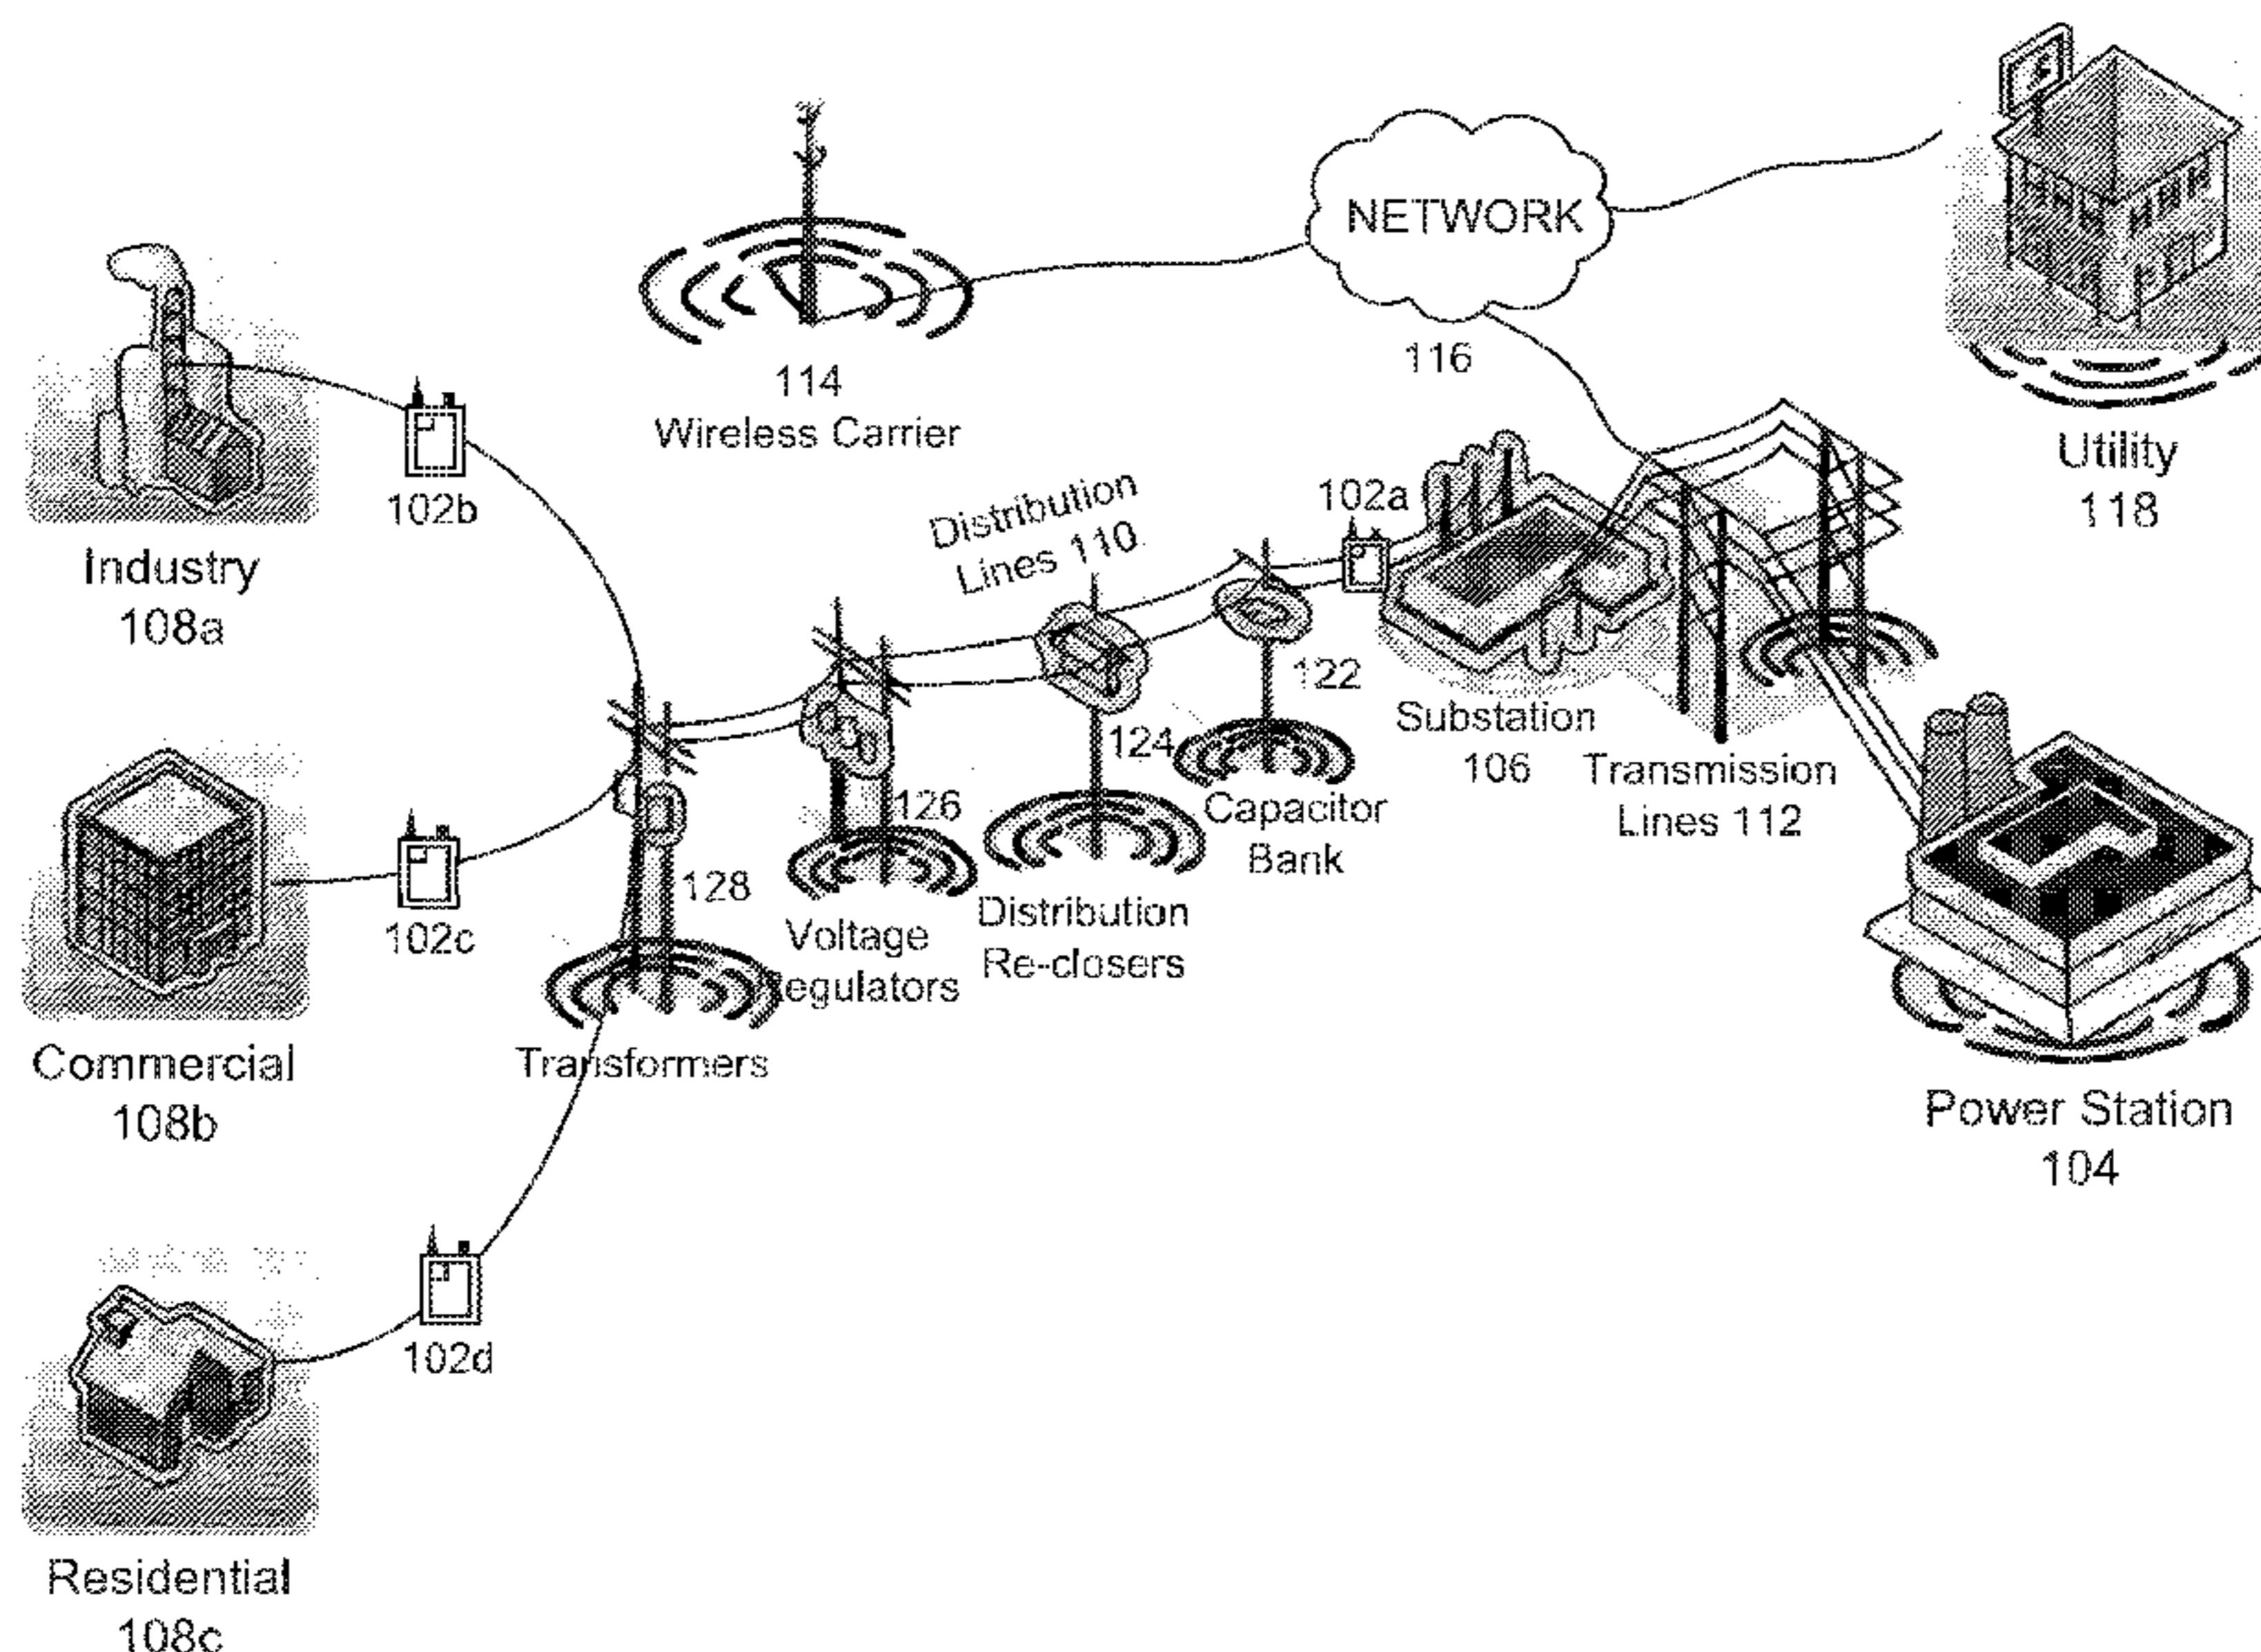 NETWORK
116
114
Wireless Carrier
Utility
118
102b
Industry
108a
Distribution
Lines 110
102a
122
Capacitor
Bank
Substation
106
Transmission
Lines 112
124
Distribution
Re-closers
126
Voltage
egulators
128
Transformers
102c
Commercial
108b
Power Station
104
102d
Residential
108c